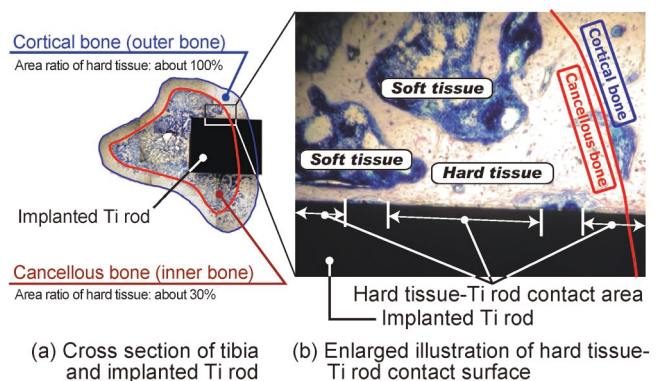 Cortical bone (outer bone)
Area ratio of hard tissue: about 100%
Implanted Ti rod
Cancellous bone (inner bone)
Area ratio of hard tissue: about 30%
(a) Cross section of tibia
and implanted Ti rod
Soft tissue
Soft tissue
Hard tissue
Cortical bone
Cancellous bone
Hard tissue-Ti rod contact area
Implanted Ti rod
(b) Enlarged illustration of hard tissue-
Ti rod contact surface